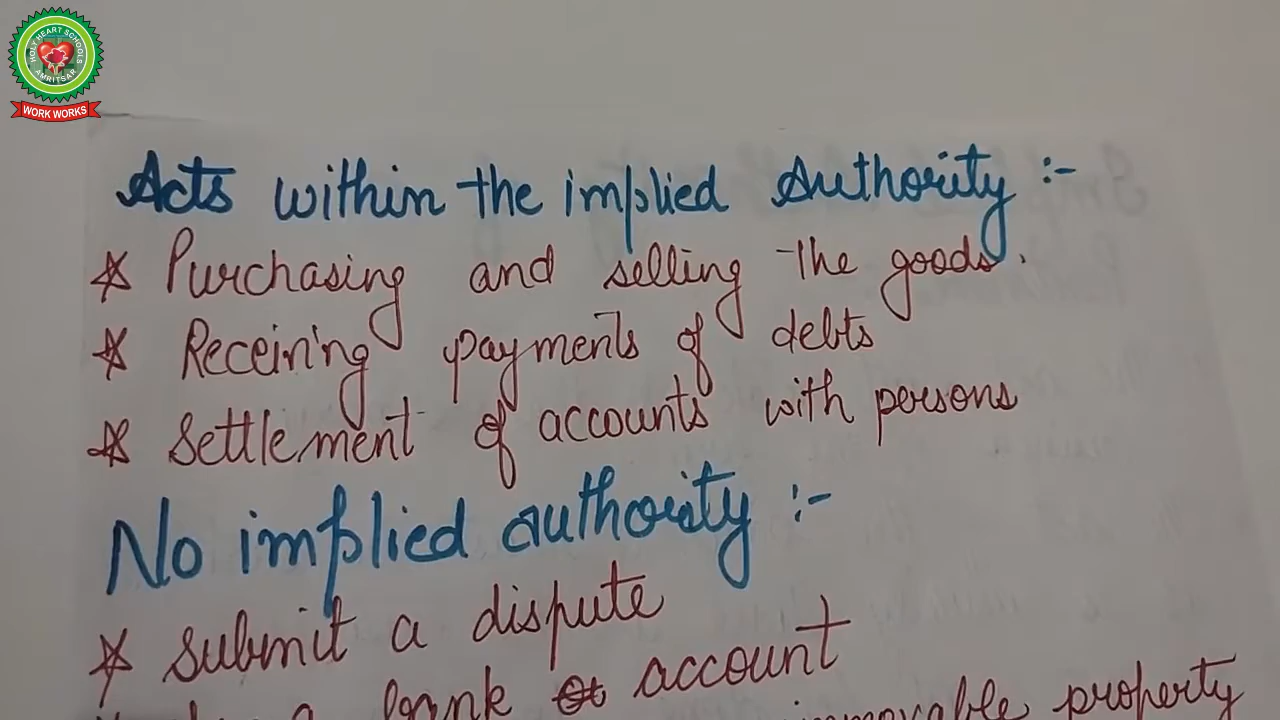 HOLY HEART SCHOOLS
AMRITSAR
WORK WORKS
Acts within the implied Authority :-
* Purchasing and selling the goods.
* Receiving payments of debts
* Settlement of accounts with persons
No implied authority :-
* Submit a dispute
a bank account
immovable property